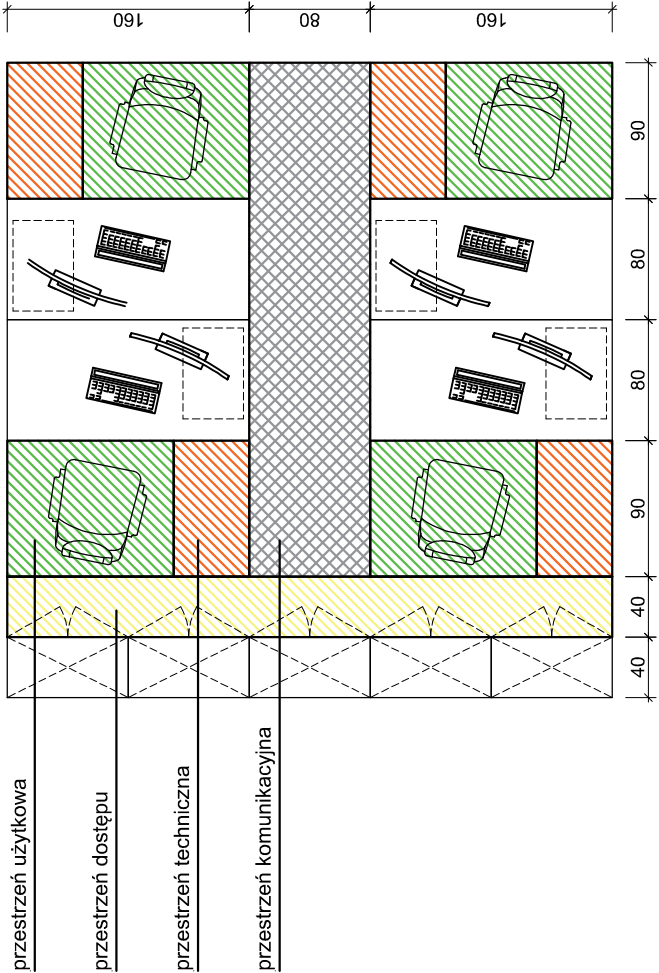 160
80
160
90
80
80
90
40
40
przestrzeń użytkowa
przestrzeń dostępu
przestrzeń techniczna
przestrzeń komunikacyjna